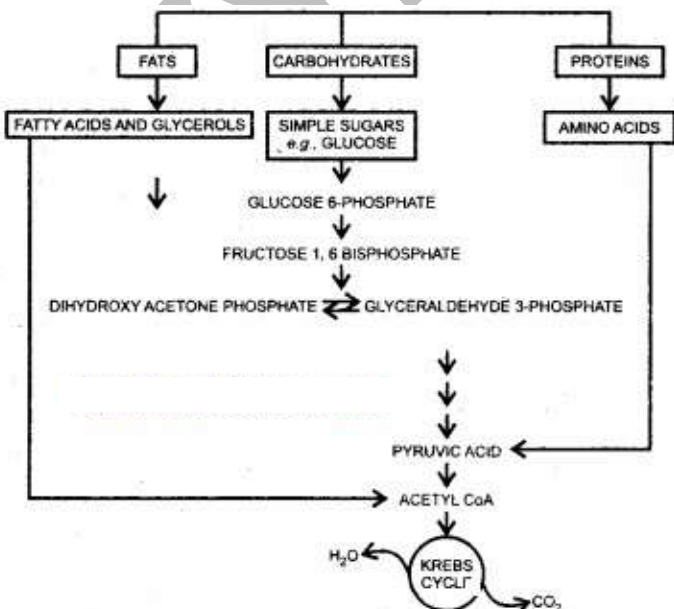 FATS
CARBOHYDRATES
PROTEINS
FATTY ACIDS AND GLYCEROLS
SIMPLE SUGARS
e.g., GLUCOSE
AMINO ACIDS
GLUCOSE 6-PHOSPHATE
FRUCTOSE 1, 6 BISPHOSPHATE
DIHYDROXY ACETONE PHOSPHATE
GLYCERALDEHYDE 3-PHOSPHATE
PYRUVIC ACID
ACETYL CoA
H₂O
KREBS
CYCLE
CO₂